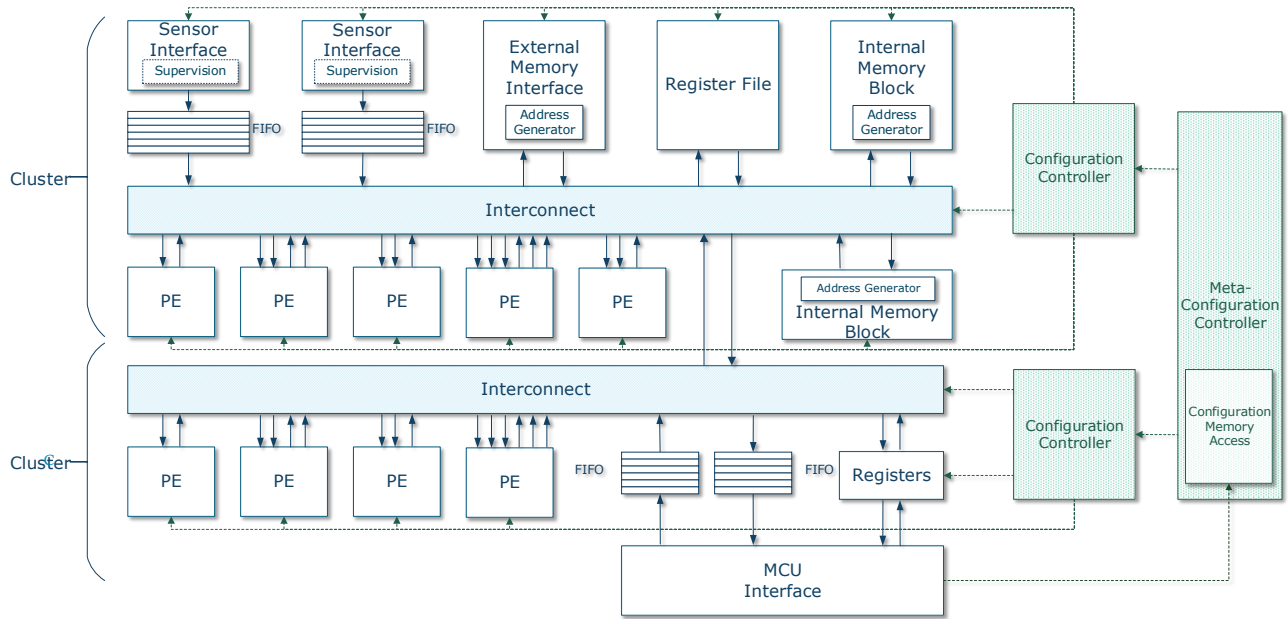 Sensor
Interface
Supervision
Sensor
Interface
Supervision
External
Memory
Interface
Address
Generator
Register File
Internal
Memory
Block
Address
Generator
FIFO
FIFO
Configuration
Controller
Cluster
Interconnect
PE
PE
PE
PE
PE
Address Generator
Internal Memory
Block
Meta-
Configuration
Controller
Interconnect
Configuration
Controller
Configuration
Memory
Access
Cluster
C
PE
PE
PE
PE
FIFO
FIFO
Registers
MCU
Interface